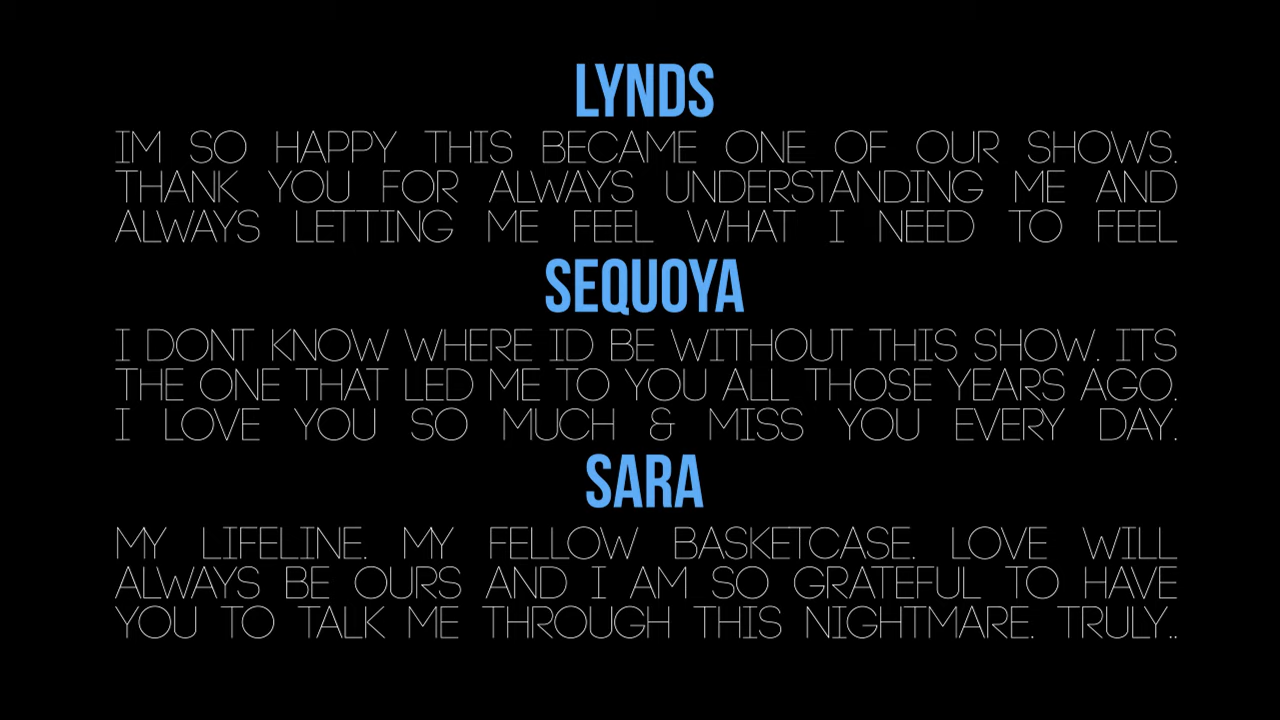 LYNDS
IM SO HAPPY THIS BECAME ONE OF OUR SHOWS.
THANK YOU FOR ALWAYS UNDERSTANDING ME AND
ALWAYS LETTING ME FEEL WHAT I NEED TO FEEL
SEQUOYA
I DONT KNOW WHERE ID BE WITHOUT THIS SHOW. ITS
THE ONE THAT LED ME TO YOU ALL THOSE YEARS AGO.
I LOVE YOU SO MUCH & MISS YOU EVERY DAY.
SARA
MY LIFELINE. MY FELLOW BASKETCASE. LOVE WILL
ALWAYS BE OURS AND I AM SO GRATEFUL TO HAVE
YOU TO TALK ME THROUGH THIS NIGHTMARE. TRULY..